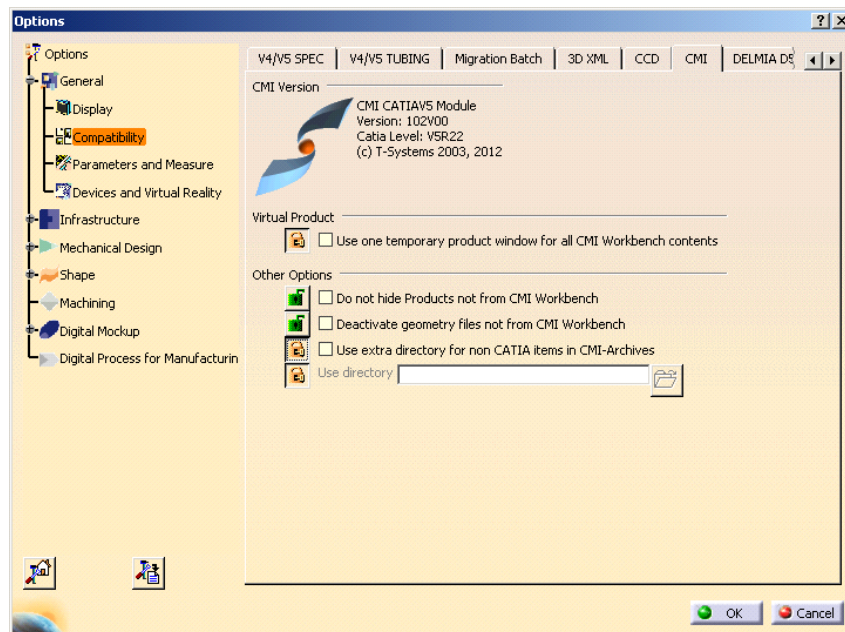 Options
Options
General
Display
Compatibility
Parameters and Measure
Devices and Virtual Reality
Infrastructure
Mechanical Design
Shape
Machining
Digital Mockup
Digital Process for Manufacturin
V4/V5 SPEC V4/V5 TUBING Migration Batch 3D XML CCD CMI DELMIA
CMI Version
CMI CATIAV5 Module
Version: 102V00
Catia Level: V5R22
(c) T-Systems 2003, 2012
Virtual Product
Use one temporary product window for all CMI Workbench contents
Other Options
Do not hide Products not from CMI Workbench
Deactivate geometry files not from CMI Workbench
Use extra directory for non CATIA items in CMI-Archives
Use directory
OK Cancel